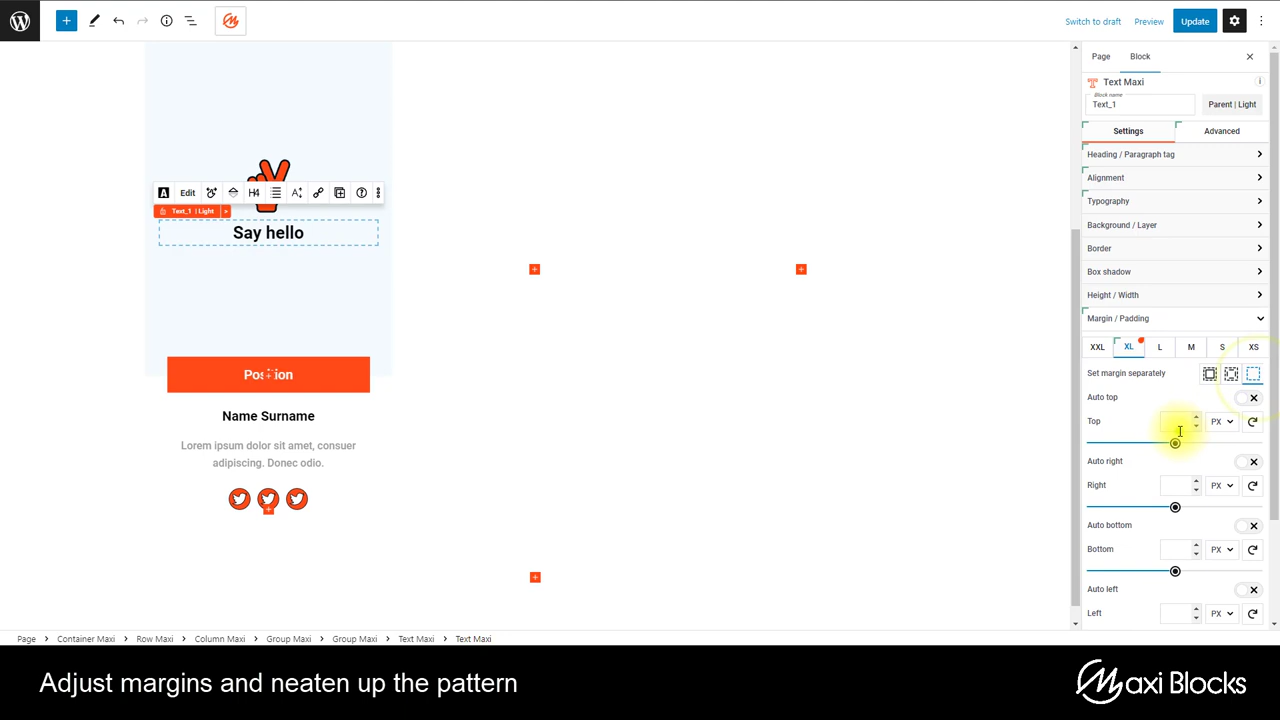 Switch to draft
Preview
Update
Page
Block
Text Maxi
Block name
Text_1
Parent | Light
Settings
Advanced
Heading / Paragraph tag
Alignment
Typography
Background / Layer
Border
Box shadow
Height / Width
Margin / Padding
XXL XL L M S XS
Set margin separately
Auto top
Top PX
Auto right
Right PX
Auto bottom
Bottom PX
Auto left
Left PX
A Edit H4 A
Text_1 | Light >
Say hello
Position
Name Surname
Lorem ipsum dolor sit amet, consuer
adipiscing. Donec odio.
Page > Container Maxi > Row Maxi > Column Maxi > Group Maxi > Group Maxi > Text Maxi > Text Maxi
Adjust margins and neaten up the pattern
Maxi Blocks